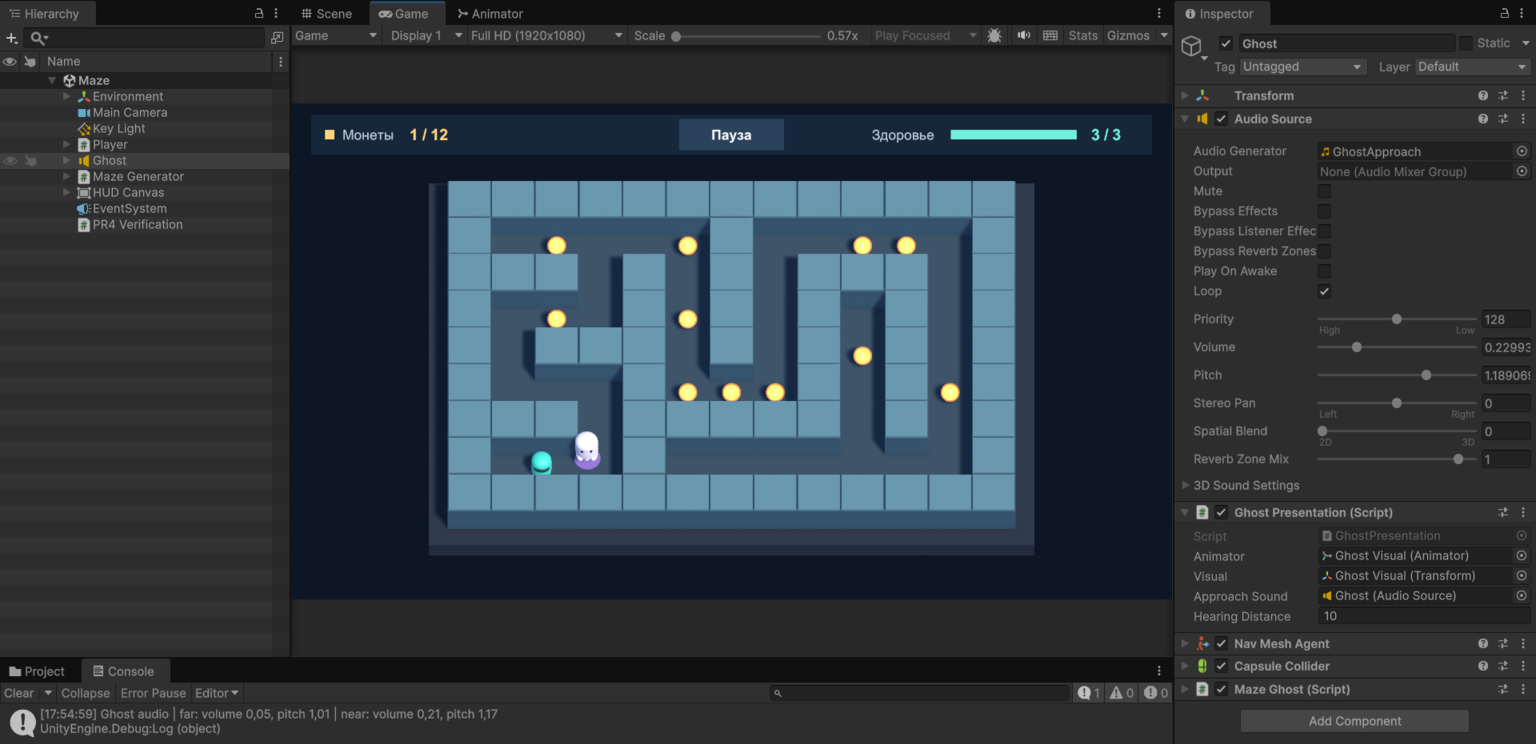 Hierarchy
Scene
Game
Animator
Inspector
Game
Display 1
Full HD (1920x1080)
Scale
0.57x
Play Focused
Stats
Gizmos
Ghost
Static
Tag
Untagged
Layer
Default
Name
Maze
Environment
Main Camera
Key Light
Player
Ghost
Maze Generator
HUD Canvas
EventSystem
PR4 Verification
Монеты 1 / 12
Пауза
Здоровье 3 / 3
Transform
Audio Source
Audio Generator
GhostApproach
Output
None (Audio Mixer Group)
Mute
Bypass Effects
Bypass Listener Effec
Bypass Reverb Zones
Play On Awake
Loop
Priority
128
High
Low
Volume
0.22993
Pitch
1.189069
Stereo Pan
0
Left
Right
Spatial Blend
0
2D
3D
Reverb Zone Mix
1
3D Sound Settings
Ghost Presentation (Script)
Script
GhostPresentation
Animator
Ghost Visual (Animator)
Visual
Ghost Visual (Transform)
Approach Sound
Ghost (Audio Source)
Hearing Distance
10
Nav Mesh Agent
Capsule Collider
Maze Ghost (Script)
Add Component
Project
Console
Clear
Collapse
Error Pause
Editor
1
0
0
[17:54:59] Ghost audio | far: volume 0,05, pitch 1,01 | near: volume 0,21, pitch 1,17
UnityEngine.Debug:Log (object)